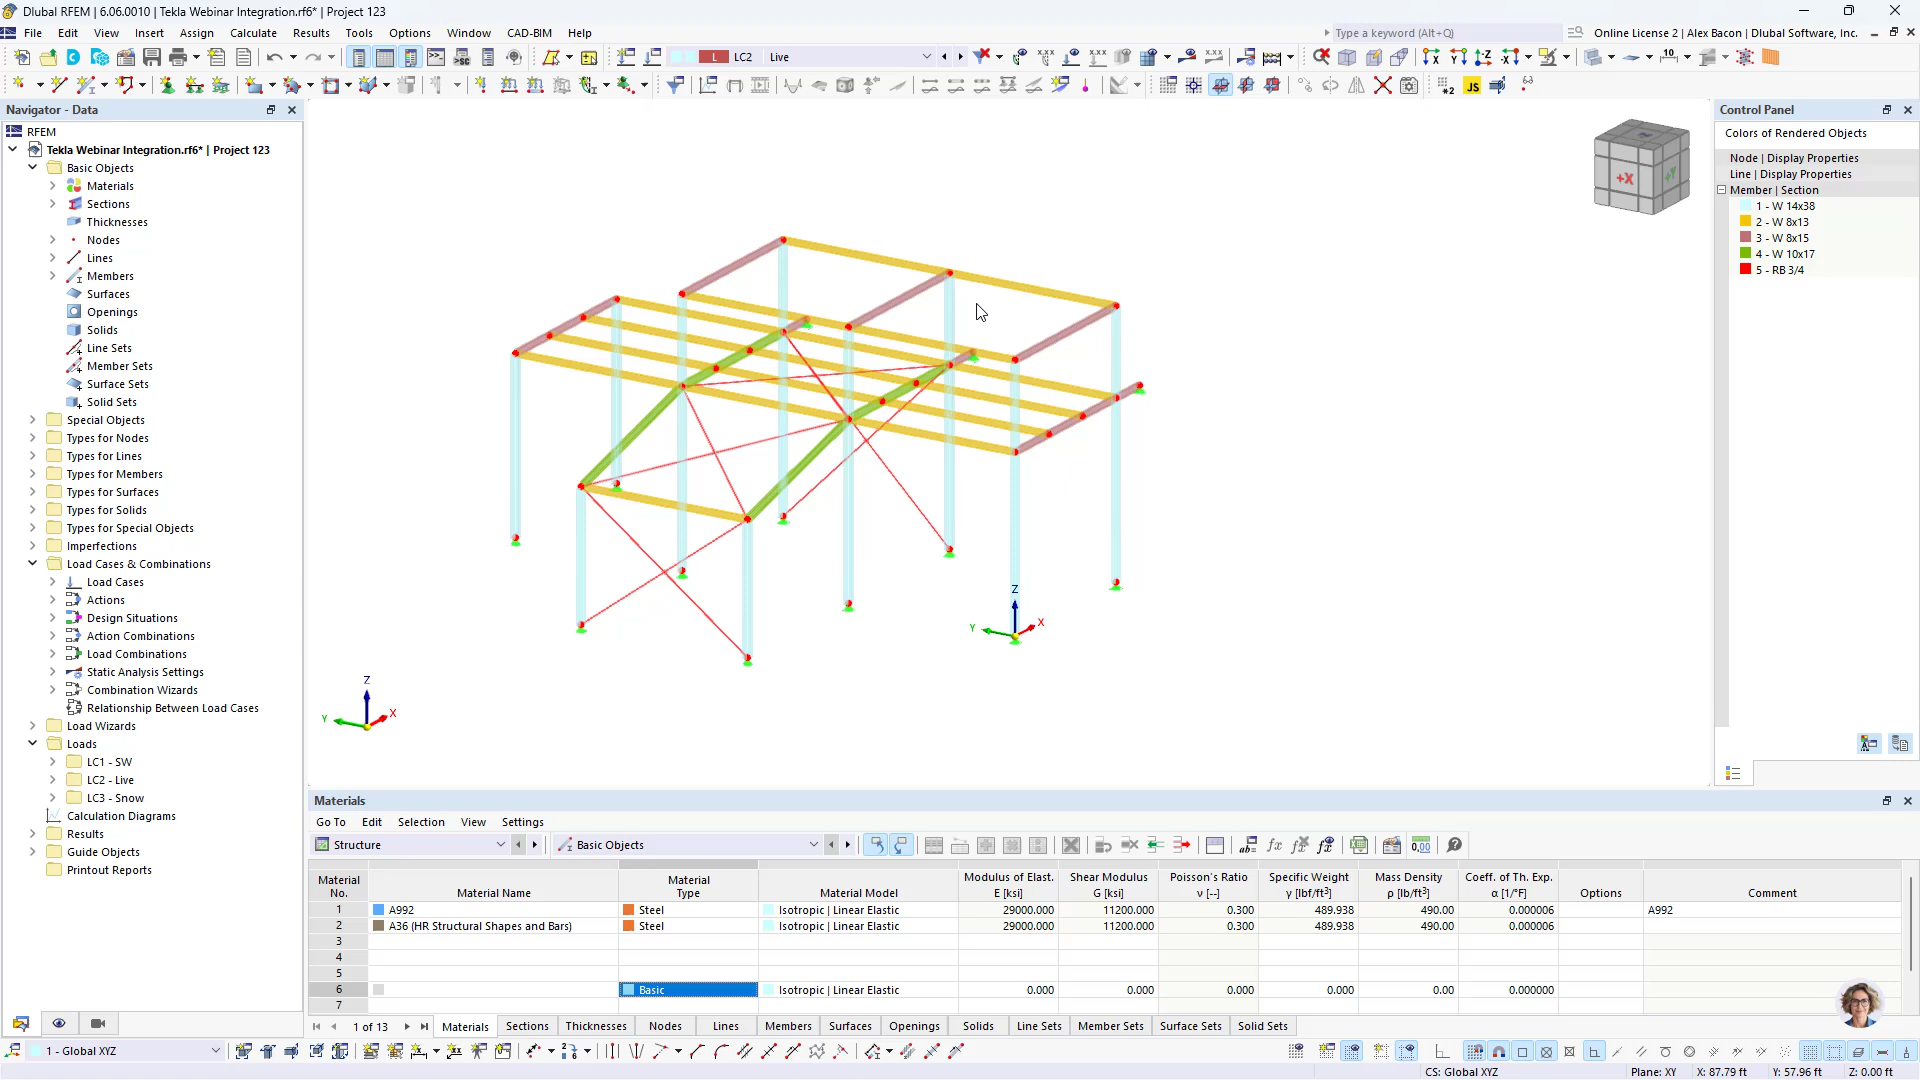 Dlubal RFEM | 6.06.0010 | Tekla Webinar Integration.rf6* | Project 123
File Edit View Insert Assign Calculate Results Tools Options Window CAD-BIM Help
Type a keyword (Alt+Q)
Online License 2 | Alex Bacon | Dlubal Software, Inc.
L LC2 Live
Navigator - Data
RFEM
Tekla Webinar Integration.rf6* | Project 123
Basic Objects
Materials
Sections
Thicknesses
Nodes
Lines
Members
Surfaces
Openings
Solids
Line Sets
Member Sets
Surface Sets
Solid Sets
Special Objects
Types for Nodes
Types for Lines
Types for Members
Types for Surfaces
Types for Solids
Types for Special Objects
Imperfections
Load Cases & Combinations
Load Cases
Actions
Design Situations
Action Combinations
Load Combinations
Static Analysis Settings
Combination Wizards
Relationship Between Load Cases
Load Wizards
Loads
LC1 - SW
LC2 - Live
LC3 - Snow
Calculation Diagrams
Results
Guide Objects
Printout Reports
1 - Global XYZ
+X +Y
Z
Y X
Z
Y X
Control Panel
Colors of Rendered Objects
Node | Display Properties
Line | Display Properties
Member | Section
1 - W 14x38
2 - W 8x13
3 - W 8x15
4 - W 10x17
5 - RB 3/4
Materials
Go To Edit Selection View Settings
Structure Basic Objects
Material No. Material Name Material Type Material Model Modulus of Elast. E [ksi] Shear Modulus G [ksi] Poisson's Ratio ν [--] Specific Weight γ [lbf/ft³] Mass Density ρ [lb/ft³] Coeff. of Th. Exp. α [1/°F] Options Comment
1 A992 Steel Isotropic | Linear Elastic 29000.000 11200.000 0.300 489.938 490.00 0.000006 A992
2 A36 (HR Structural Shapes and Bars) Steel Isotropic | Linear Elastic 29000.000 11200.000 0.300 489.938 490.00 0.000006
3
4
5
6 Basic Isotropic | Linear Elastic 0.000 0.000 0.000 0.000 0.00 0.000000
7
1 of 13 Materials Sections Thicknesses Nodes Lines Members Surfaces Openings Solids Line Sets Member Sets Surface Sets Solid Sets
CS: Global XYZ Plane: XY X: 87.79 ft Y: 57.96 ft Z: 0.00 ft